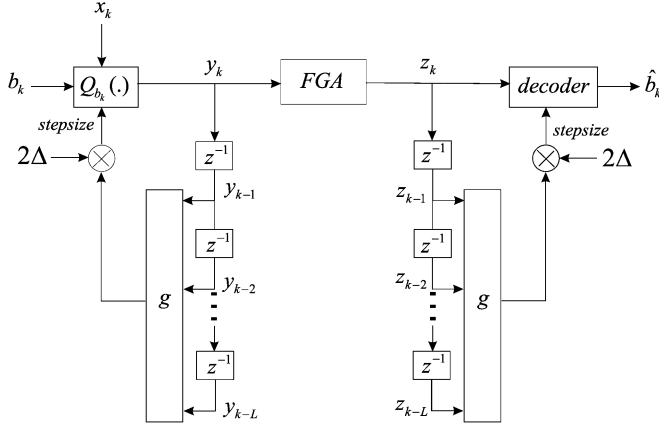 x_k
b_k Q_{b_k}(.) y_k FGA z_k decoder \hat{b}_k
stepsize stepsize
2Δ z^{-1} z^{-1} 2Δ
y_{k-1} z_{k-1}
z^{-1} z^{-1}
g y_{k-2} z_{k-2} g
z^{-1} z^{-1}
y_{k-L} z_{k-L}